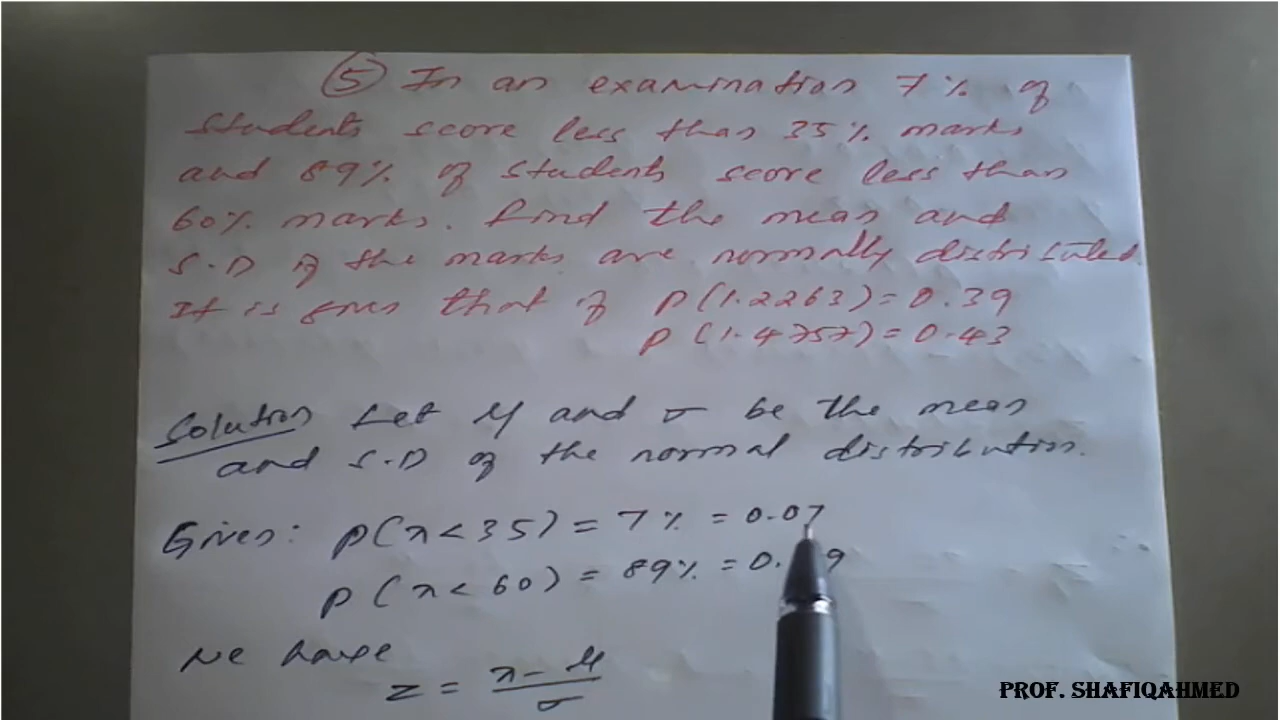 ⑤ In an examination 7% of
students score less than 35% marks
and 89% of students score less than
60% marks. find the mean and
S.D if the marks are normally distributed.
It is given that if P(1.2263)=0.39
P(1.4757)=0.43
Solution Let μ and σ be the mean
and S.D of the normal distribution.
Given: P(x<35) = 7% = 0.07
P(x<60) = 89% = 0. 9
We have
z = x-μ/σ
PROF. SHAFIQAHMED